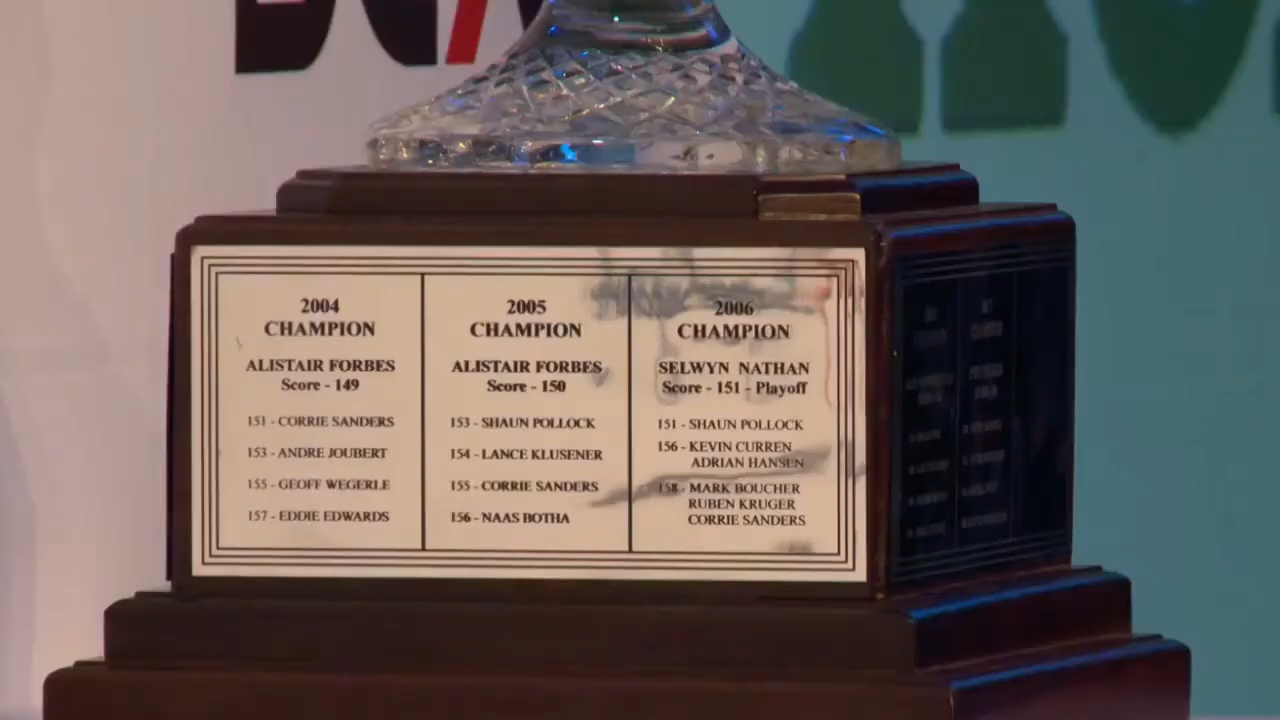 2004
CHAMPION
ALISTAIR FORBES
Score - 149
151 - CORRIE SANDERS
153 - ANDRE JOUBERT
155 - GEOFF WEGERLE
157 - EDDIE EDWARDS
2005
CHAMPION
ALISTAIR FORBES
Score - 150
153 - SHAUN POLLOCK
154 - LANCE KLUSENER
155 - CORRIE SANDERS
156 - NAAS BOTHA
2006
CHAMPION
SELWYN NATHAN
Score - 151 - Playoff
151 - SHAUN POLLOCK
156 - KEVIN CURREN
ADRIAN HANSEN
158 - MARK BOUCHER
RUBEN KRUGER
CORRIE SANDERS